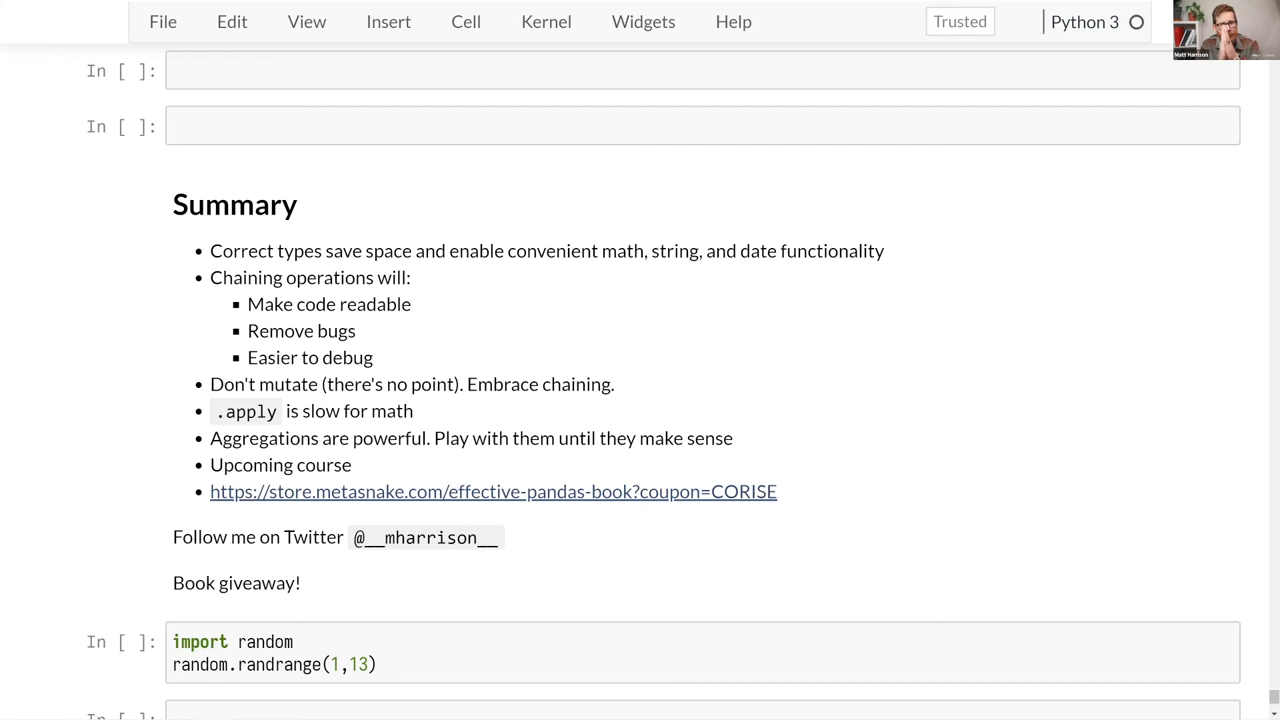 File Edit View Insert Cell Kernel Widgets Help Trusted Python 3
Matt Harrison
In [ ]:
In [ ]:
Summary
Correct types save space and enable convenient math, string, and date functionality
Chaining operations will:
Make code readable
Remove bugs
Easier to debug
Don't mutate (there's no point). Embrace chaining.
.apply is slow for math
Aggregations are powerful. Play with them until they make sense
Upcoming course
https://store.metasnake.com/effective-pandas-book?coupon=CORISE
Follow me on Twitter @__mharrison__
Book giveaway!
In [ ]: import random
random.randrange(1,13)
In [ ]: